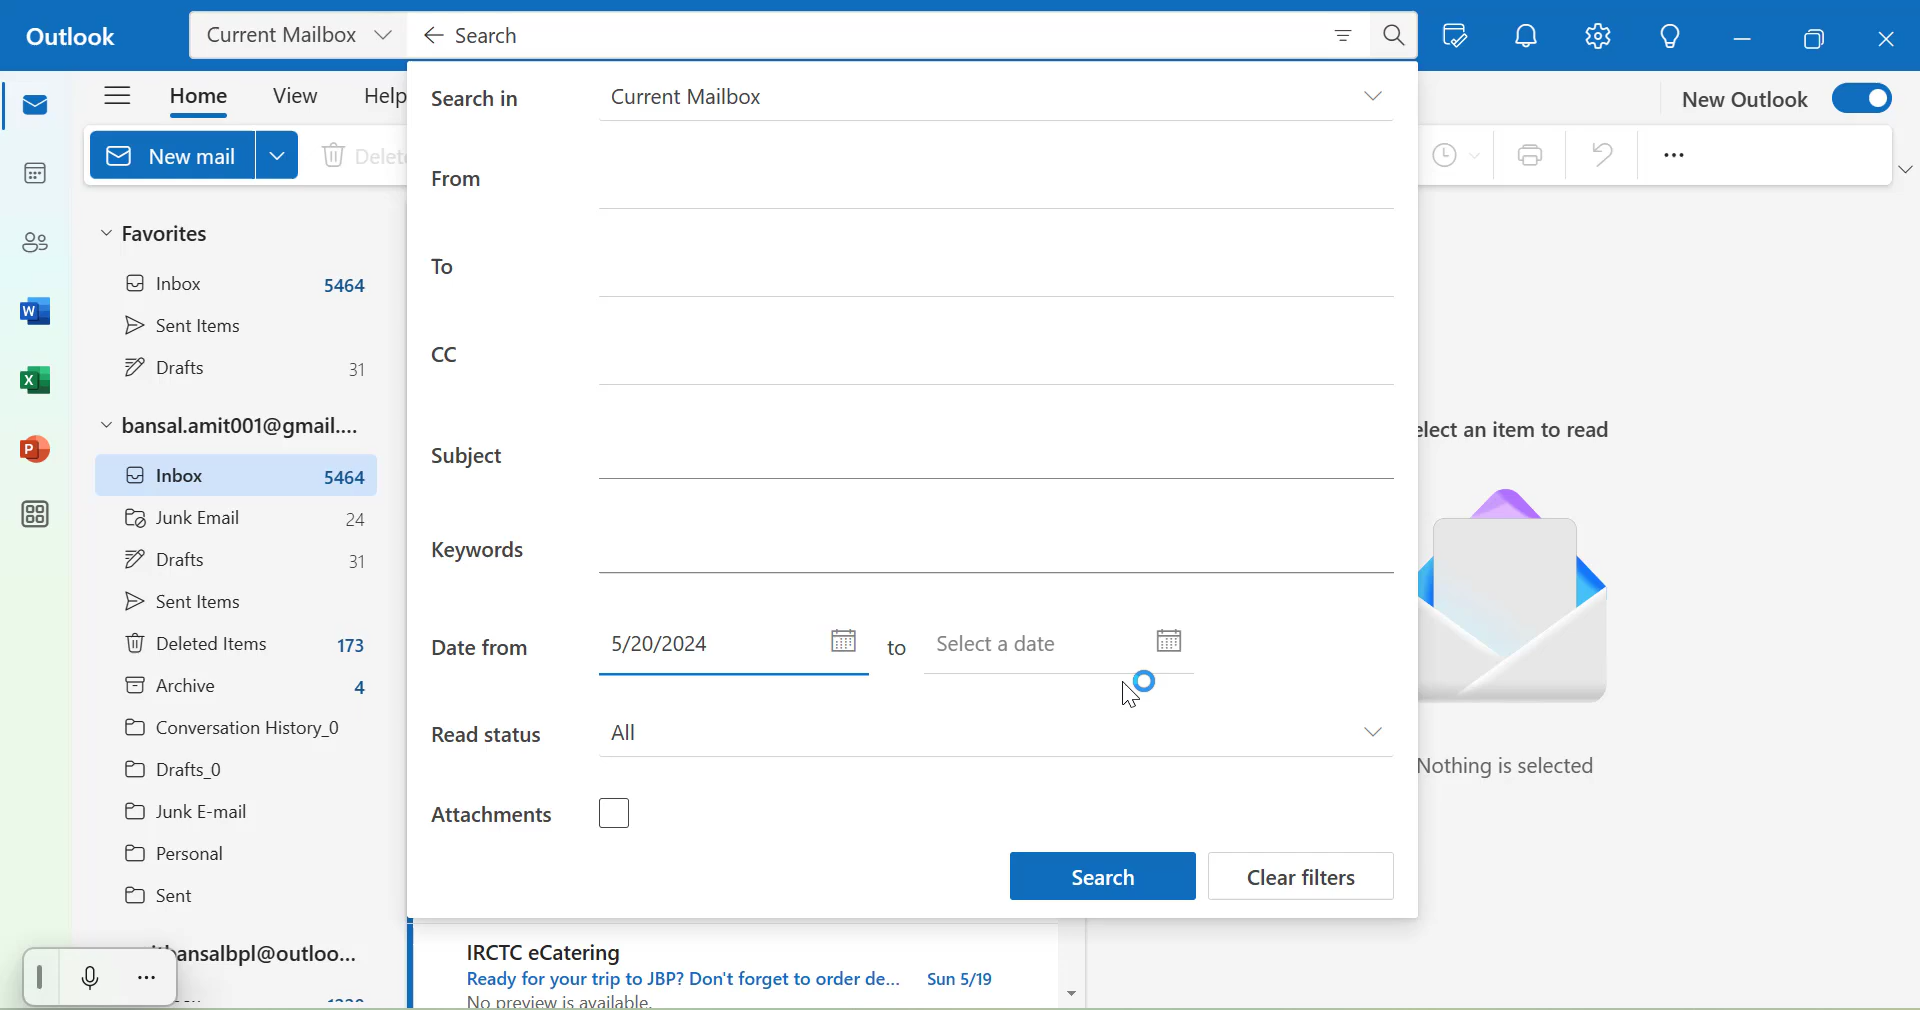 Outlook
Current Mailbox
Search
Home
View
Help
New Outlook
New mail
Search in
Current Mailbox
From
To
CC
Subject
Keywords
Date from
5/20/2024
to
Select a date
Read status
All
Attachments
Search
Clear filters
Favorites
Inbox 5464
Sent Items
Drafts 31
bansal.amit001@gmail....
Inbox 5464
Junk Email 24
Drafts 31
Sent Items
Deleted Items 173
Archive 4
Conversation History_0
Drafts_0
Junk E-mail
Personal
Sent
bansalbpl@outloo...
IRCTC eCatering
Ready for your trip to JBP? Don't forget to order de... Sun 5/19
No preview is available.
elect an item to read
Nothing is selected